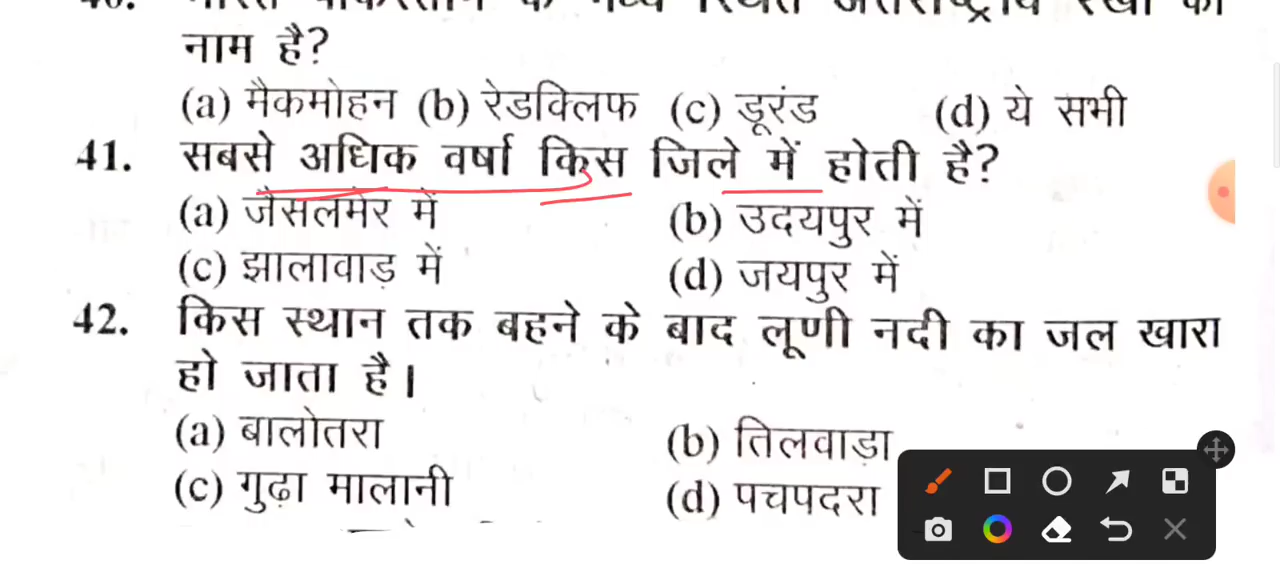 नाम है?
(a) मैकमोहन (b) रेडक्लिफ (c) डूरंड (d) ये सभी
41. सबसे अधिक वर्षा किस जिले में होती है?
(a) जैसलमेर में (b) उदयपुर में
(c) झालावाड़ में (d) जयपुर में
42. किस स्थान तक बहने के बाद लूणी नदी का जल खारा
हो जाता है।
(a) बालोतरा (b) तिलवाड़ा
(c) गुढ़ा मालानी (d) पचपदरा